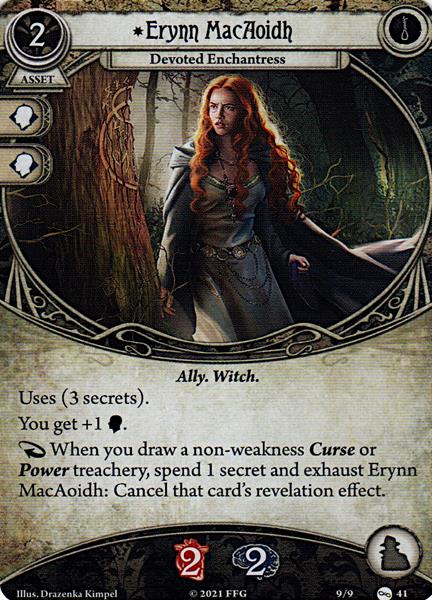 2
✷Erynn MacAoidh
Devoted Enchantress
ASSET
Ally. Witch.
Uses (3 secrets).
You get +1 .
When you draw a non-weakness Curse or
Power treachery, spend 1 secret and exhaust Erynn
MacAoidh: Cancel that card's revelation effect.
2 2
Illus. Drazenka Kimpel © 2021 FFG 9/9 41